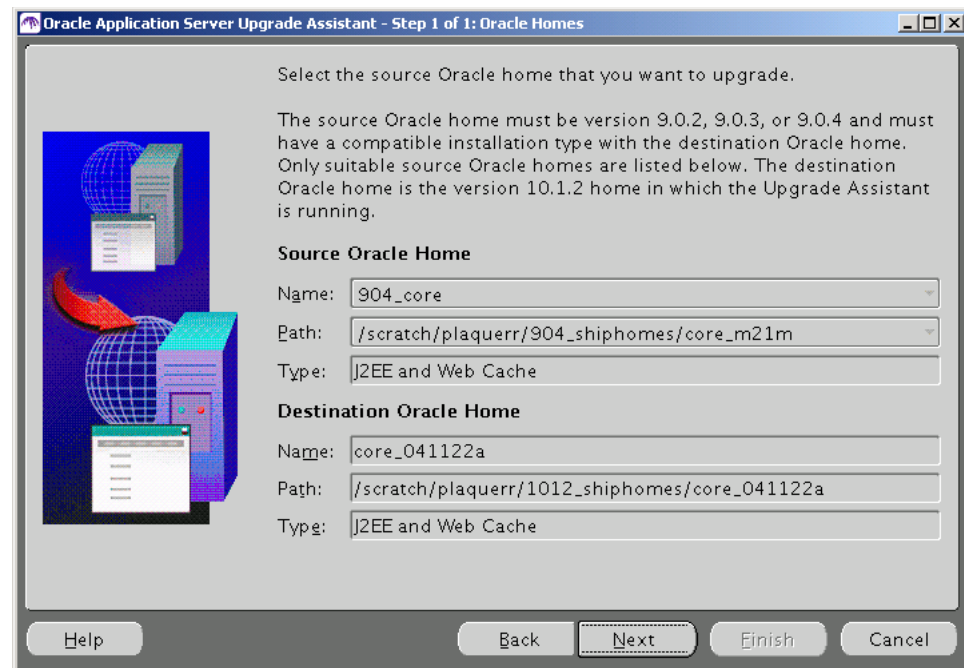 Oracle Application Server Upgrade Assistant - Step 1 of 1: Oracle Homes
Select the source Oracle home that you want to upgrade.
The source Oracle home must be version 9.0.2, 9.0.3, or 9.0.4 and must
have a compatible installation type with the destination Oracle home.
Only suitable source Oracle homes are listed below. The destination
Oracle home is the version 10.1.2 home in which the Upgrade Assistant
is running.
Source Oracle Home
Name: 904_core
Path: /scratch/plaquerr/904_shiphomes/core_m21m
Type: J2EE and Web Cache
Destination Oracle Home
Name: core_041122a
Path: /scratch/plaquerr/1012_shiphomes/core_041122a
Type: J2EE and Web Cache
Help Back Next Finish Cancel